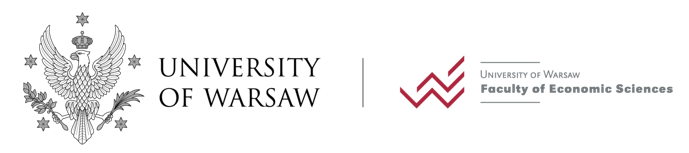 UNIVERSITY
OF WARSAW
UNIVERSITY OF WARSAW
Faculty of Economic Sciences